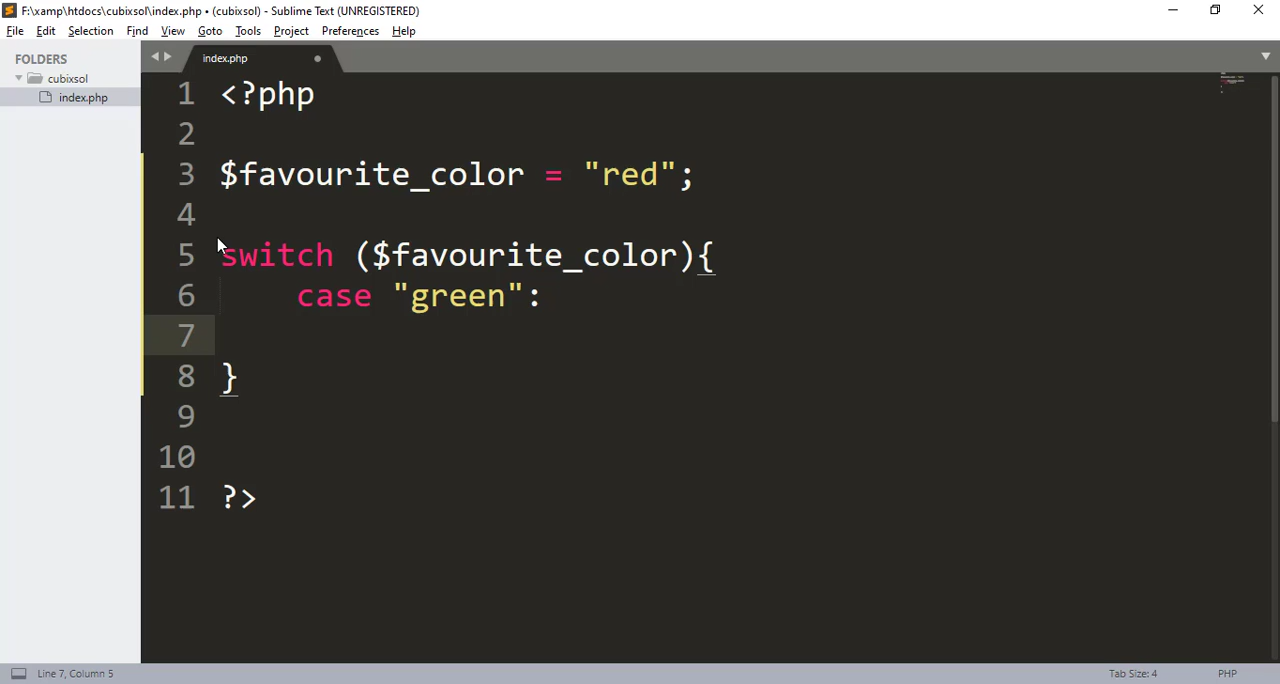 F:\xamp\htdocs\cubixsol\index.php • (cubixsol) - Sublime Text (UNREGISTERED)
File Edit Selection Find View Goto Tools Project Preferences Help
FOLDERS
cubixsol
index.php
index.php
1 <?php
2
3 $favourite_color = "red";
4
5 switch ($favourite_color){
6     case "green":
7
8 }
9
10
11 ?>
Line 7, Column 5
Tab Size: 4
PHP